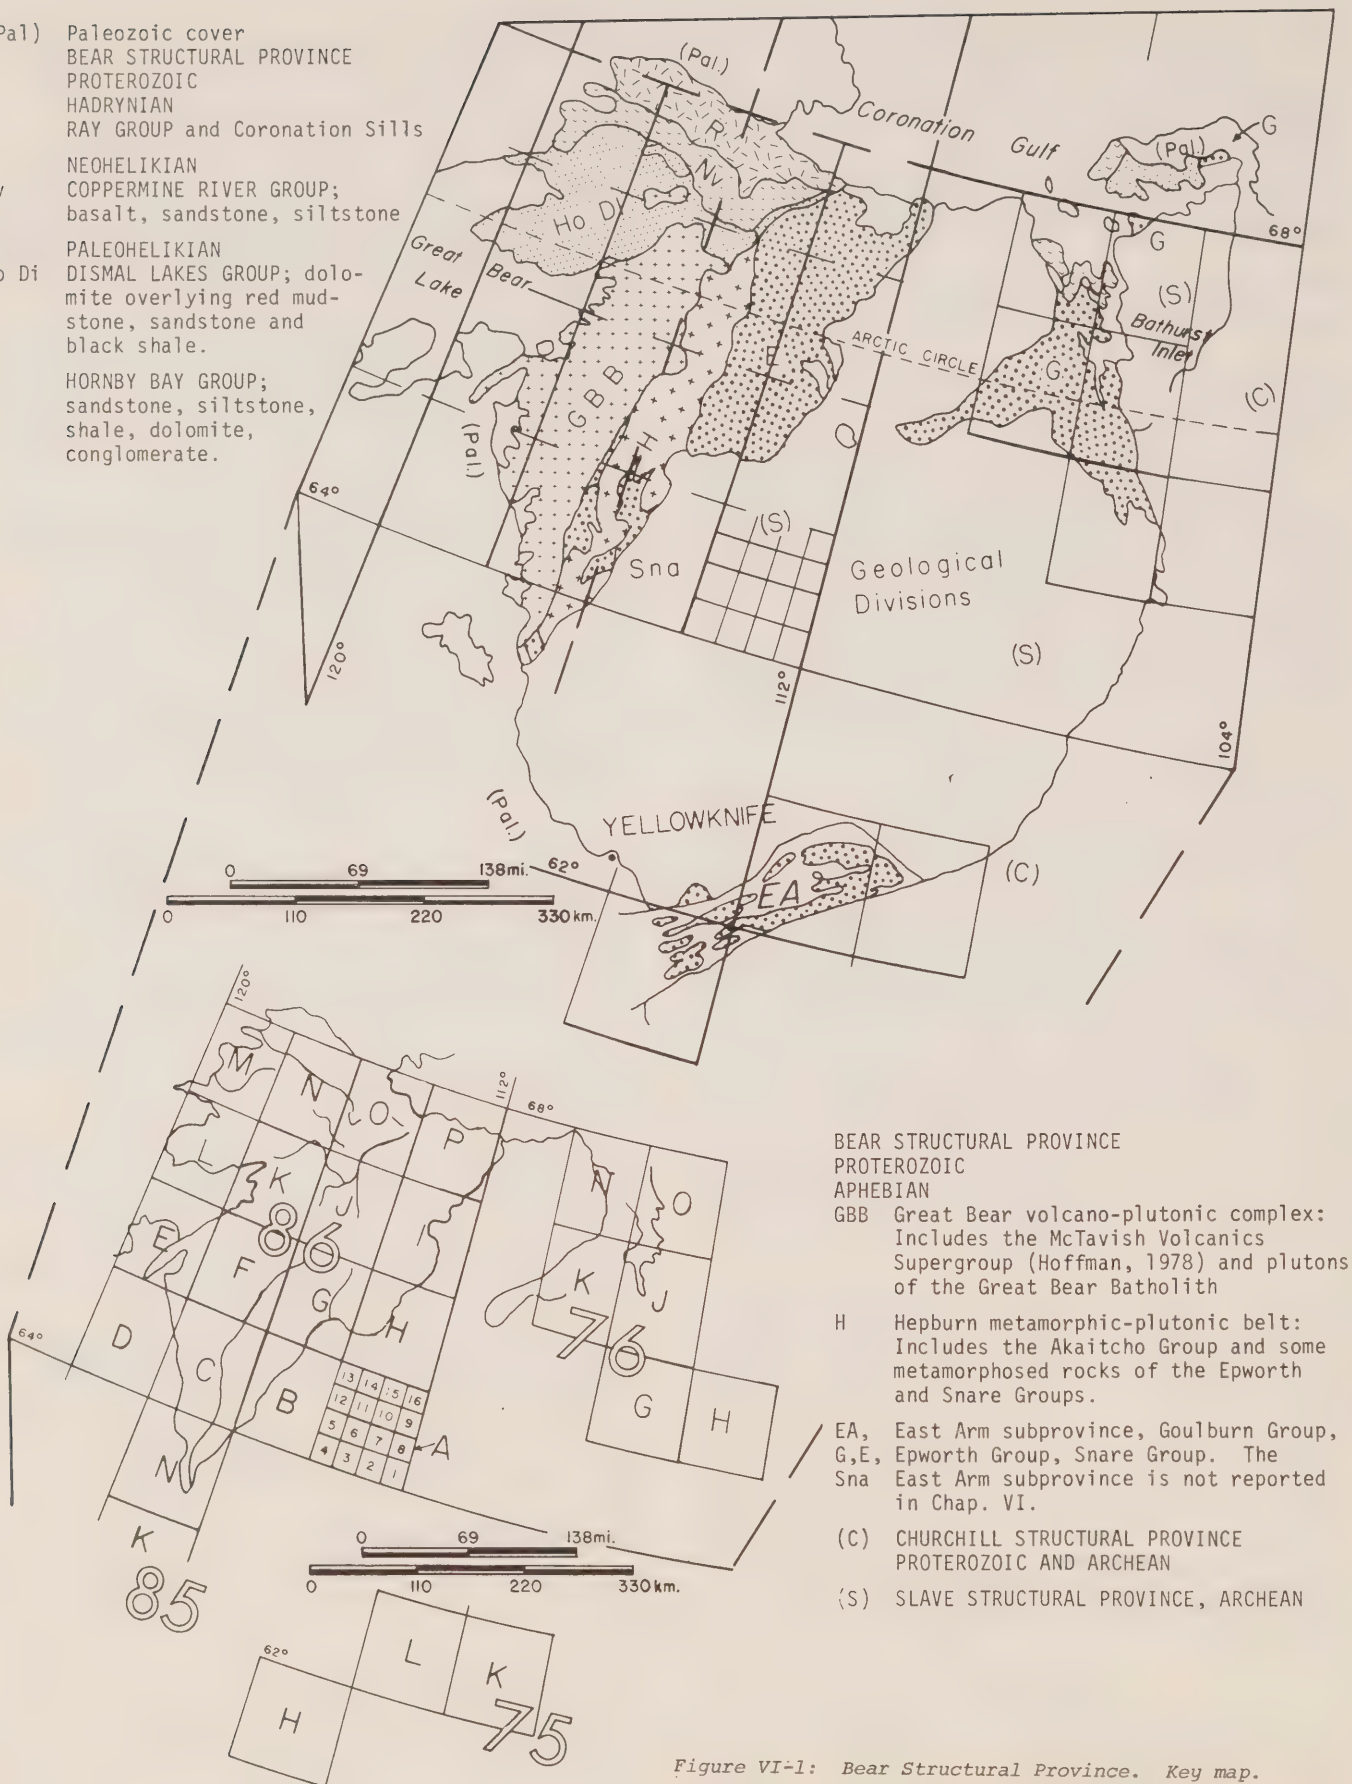 Pal) Paleozoic cover
BEAR STRUCTURAL PROVINCE
PROTEROZOIC
HADRYNIAN
RAY GROUP and Coronation Sills
NEOHELIKIAN
COPPERMINE RIVER GROUP;
basalt, sandstone, siltstone
PALEOHELIKIAN
o Di DISMAL LAKES GROUP; dolo-
mite overlying red mud-
stone, sandstone and
black shale.
HORNBY BAY GROUP;
sandstone, siltstone,
shale, dolomite,
conglomerate.
(Pal.)
R
Nv
Ho Di
Coronation Gulf
(Pal.)
G
68°
G
(S)
Bathurst
Inlet
(C)
Great
Bear
Lake
ARCTIC CIRCLE
E
G
GBB
H
(Pal.)
64°
120°
Sna
(S)
Geological
Divisions
(S)
112°
104°
(Pal.)
YELLOWKNIFE
62°
EA
(C)
0 69 138mi.
0 110 220 330km.
120°
112°
68°
M N O P
L K J I
86
E F G H
D C B A
13 14 15 16
12 11 10 9
5 6 7 8
4 3 2 1
N O
K J
76
G H
64°
N
K
85
0 69 138mi.
0 110 220 330km.
62°
L K
H
75
BEAR STRUCTURAL PROVINCE
PROTEROZOIC
APHEBIAN
GBB Great Bear volcano-plutonic complex:
Includes the McTavish Volcanics
Supergroup (Hoffman, 1978) and plutons
of the Great Bear Batholith
H Hepburn metamorphic-plutonic belt:
Includes the Akaitcho Group and some
metamorphosed rocks of the Epworth
and Snare Groups.
EA, East Arm subprovince, Goulburn Group,
G,E, Epworth Group, Snare Group. The
Sna East Arm subprovince is not reported
in Chap. VI.
(C) CHURCHILL STRUCTURAL PROVINCE
PROTEROZOIC AND ARCHEAN
(S) SLAVE STRUCTURAL PROVINCE, ARCHEAN
Figure VI-1: Bear Structural Province. Key map.